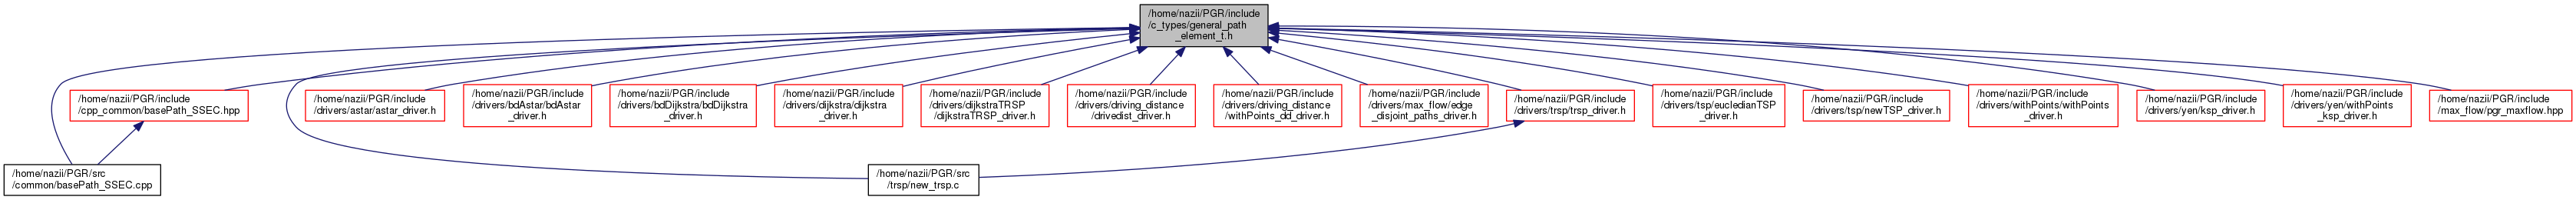 /home/nazii/PGR/include
/c_types/general_path
_element_t.h
/home/nazii/PGR/include
/cpp_common/basePath_SSEC.hpp
/home/nazii/PGR/include
/drivers/astar/astar_driver.h
/home/nazii/PGR/include
/drivers/bdAstar/bdAstar
_driver.h
/home/nazii/PGR/include
/drivers/bdDijkstra/bdDijkstra
_driver.h
/home/nazii/PGR/include
/drivers/dijkstra/dijkstra
_driver.h
/home/nazii/PGR/include
/drivers/dijkstraTRSP
/dijkstraTRSP_driver.h
/home/nazii/PGR/include
/drivers/driving_distance
/drivedist_driver.h
/home/nazii/PGR/include
/drivers/driving_distance
/withPoints_dd_driver.h
/home/nazii/PGR/include
/drivers/max_flow/edge
_disjoint_paths_driver.h
/home/nazii/PGR/include
/drivers/trsp/trsp_driver.h
/home/nazii/PGR/include
/drivers/tsp/eucledianTSP
_driver.h
/home/nazii/PGR/include
/drivers/tsp/newTSP_driver.h
/home/nazii/PGR/include
/drivers/withPoints/withPoints
_driver.h
/home/nazii/PGR/include
/drivers/yen/ksp_driver.h
/home/nazii/PGR/include
/drivers/yen/withPoints
_ksp_driver.h
/home/nazii/PGR/include
/max_flow/pgr_maxflow.hpp
/home/nazii/PGR/src
/common/basePath_SSEC.cpp
/home/nazii/PGR/src
/trsp/new_trsp.c